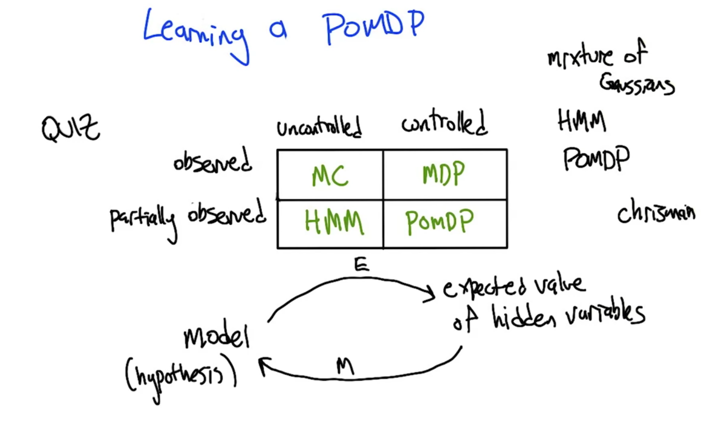 Learning a POMDP
mixture of
Gaussians
HMM
POMDP
chrisman
QUIZ
uncontrolled controlled
observed MC MDP
partially observed HMM POMDP
E
expected value
of hidden variables
Model
(hypothesis)
M